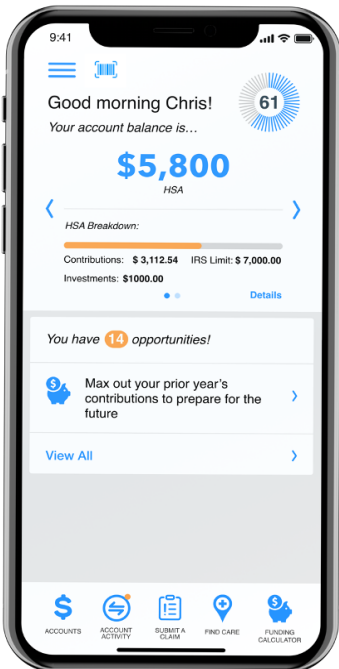 9:41
Good morning Chris!
61
Your account balance is...
$5,800
HSA
HSA Breakdown:
Contributions: $ 3,112.54 IRS Limit: $ 7,000.00
Investments: $1000.00
Details
You have 14 opportunities!
Max out your prior year's
contributions to prepare for the
future
View All
ACCOUNTS
ACCOUNT
ACTIVITY
SUBMIT A
CLAIM
FIND CARE
FUNDING
CALCULATOR